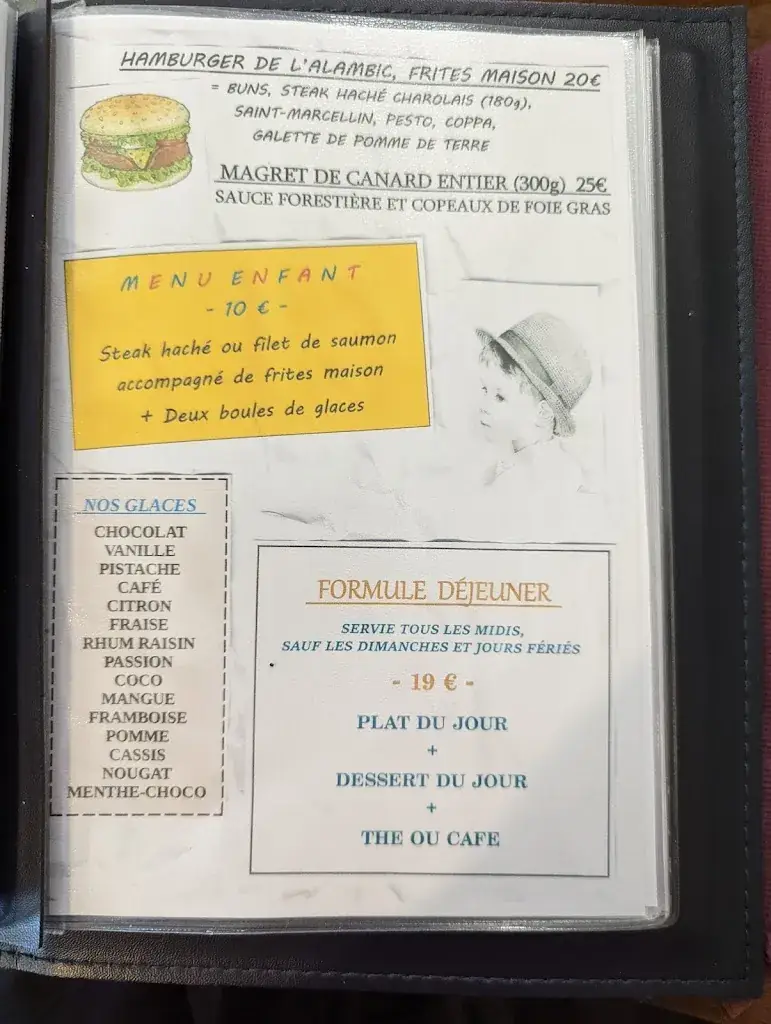 HAMBURGER DE L'ALAMBIC, FRITES MAISON 20€
= BUNS, STEAK HACHÉ CHAROLAIS (180g),
SAINT-MARCELLIN, PESTO, COPPA,
GALETTE DE POMME DE TERRE
MAGRET DE CANARD ENTIER (300g) 25€
SAUCE FORESTIÈRE ET COPEAUX DE FOIE GRAS
MENU ENFANT
- 10 € -
Steak haché ou filet de saumon
accompagné de frites maison
+ Deux boules de glaces
NOS GLACES
CHOCOLAT
VANILLE
PISTACHE
CAFÉ
CITRON
FRAISE
RHUM RAISIN
PASSION
COCO
MANGUE
FRAMBOISE
POMME
CASSIS
NOUGAT
MENTHE-CHOCO
FORMULE DÉJEUNER
SERVIE TOUS LES MIDIS,
SAUF LES DIMANCHES ET JOURS FÉRIÉS
- 19 € -
PLAT DU JOUR
+
DESSERT DU JOUR
+
THE OU CAFE